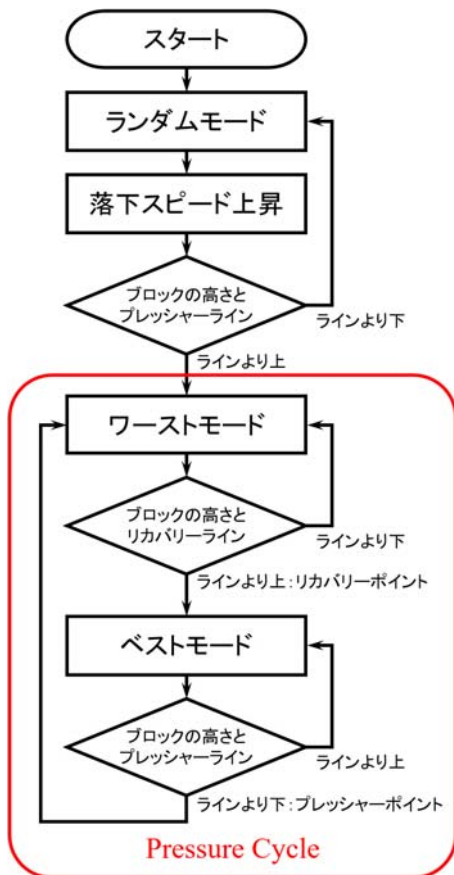 スタート
ランダムモード
落下スピード上昇
ブロックの高さと
プレッシャーライン
ラインより下
ラインより上
ワーストモード
ブロックの高さと
リカバリーライン
ラインより下
ラインより上:リカバリーポイント
ベストモード
ブロックの高さと
プレッシャーライン
ラインより上
ラインより下:プレッシャーポイント
Pressure Cycle